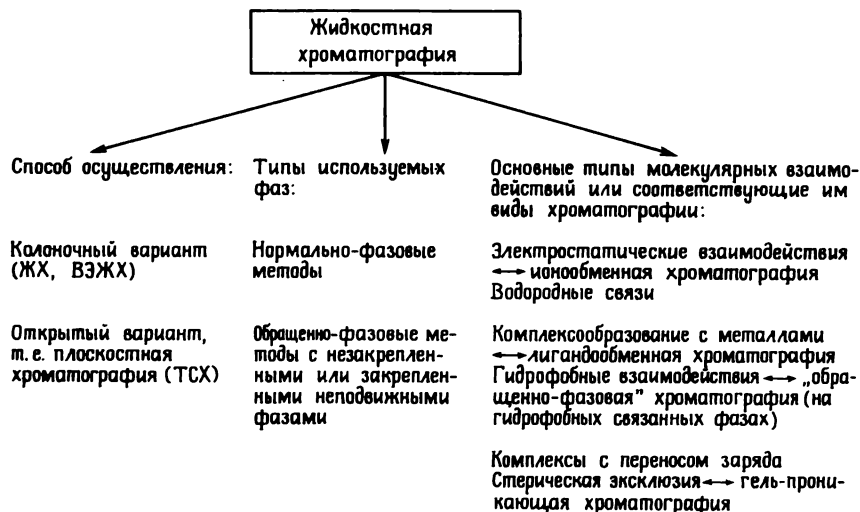 Жидкостная
хроматография
Способ осуществления:
Колоночный вариант
(ЖХ, ВЭЖХ)
Открытый вариант,
т. е. плоскостная
хроматография (ТСХ)
Типы используемых
фаз:
Нормально-фазовые
методы
Обращенно-фазовые ме-
тоды с незакреплен-
ными или закреплен-
ными неподвижными
фазами
Основные типы молекулярных взаимо-
действий или соответствующие им
виды хроматографии:
Электростатические взаимодействия
↔ ионообменная хроматография
Водородные связи
Комплексообразование с металлами
↔ лигандообменная хроматография
Гидрофобные взаимодействия ↔ „обра-
щенно-фазовая” хроматография (на
гидрофобных связанных фазах)
Комплексы с переносом заряда
Стерическая эксклюзия ↔ гель-прони-
кающая хроматография